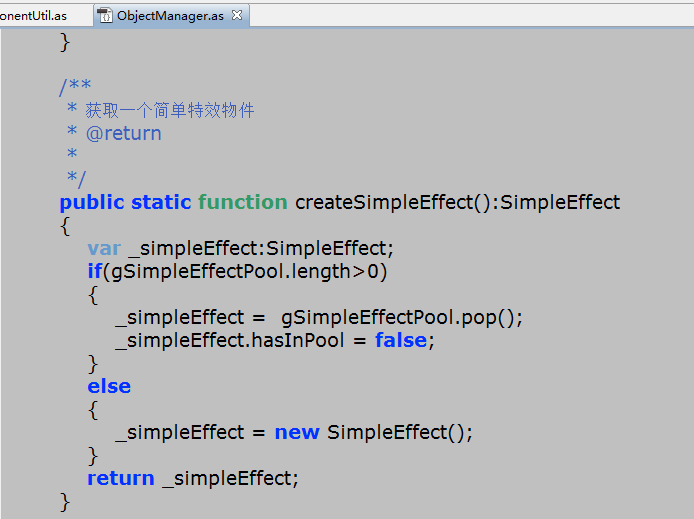 onentUtil.as ObjectManager.as
}
/**
* 获取一个简单特效物件
* @return
*
*/
public static function createSimpleEffect():SimpleEffect
{
var _simpleEffect:SimpleEffect;
if(gSimpleEffectPool.length>0)
{
_simpleEffect =  gSimpleEffectPool.pop();
_simpleEffect.hasInPool = false;
}
else
{
_simpleEffect = new SimpleEffect();
}
return _simpleEffect;
}